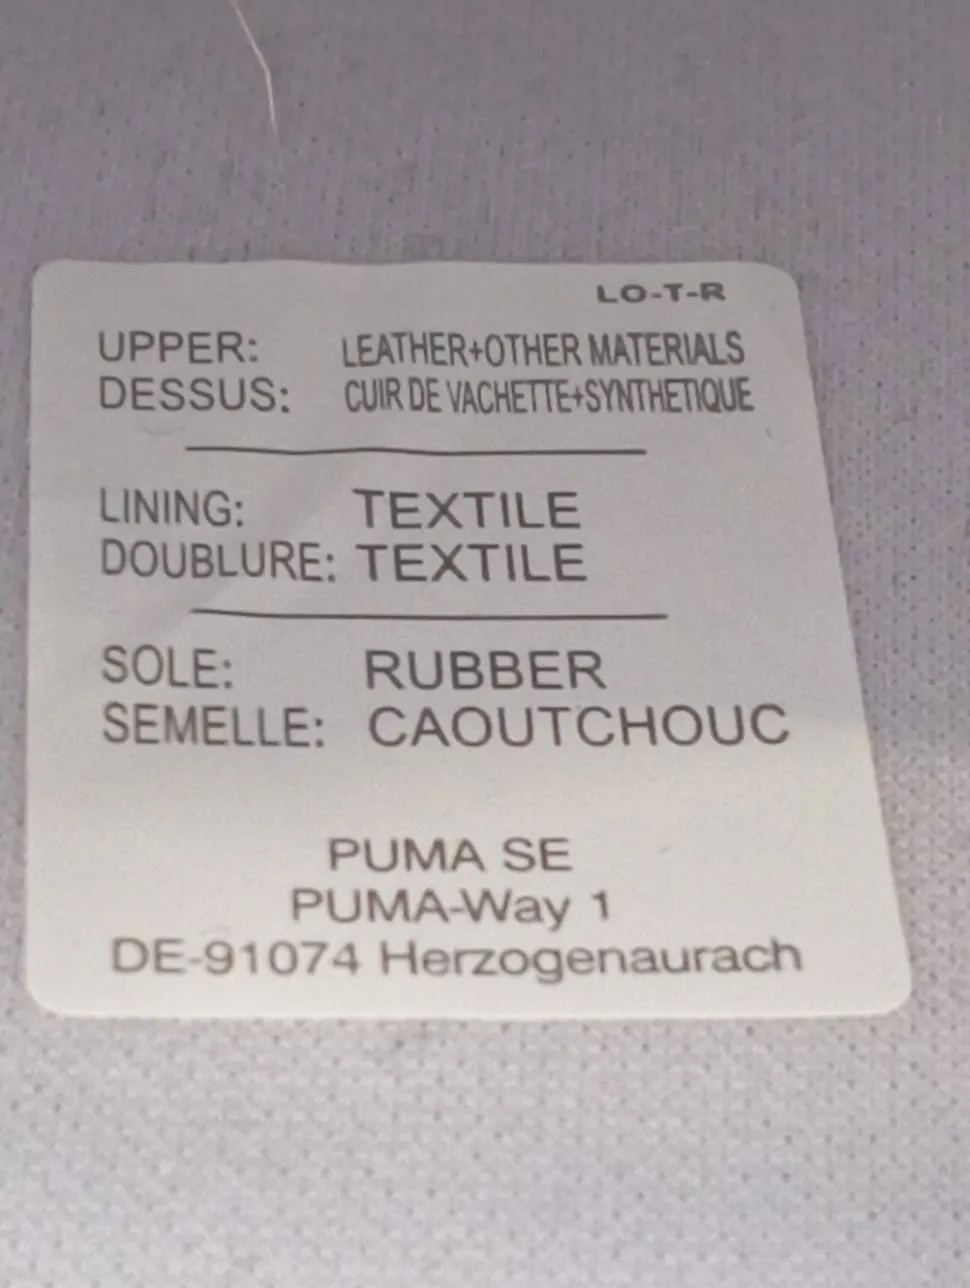 LO-T-R
UPPER: LEATHER+OTHER MATERIALS
DESSUS: CUIR DE VACHETTE+SYNTHETIQUE
LINING: TEXTILE
DOUBLURE: TEXTILE
SOLE: RUBBER
SEMELLE: CAOUTCHOUC
PUMA SE
PUMA-Way 1
DE-91074 Herzogenaurach